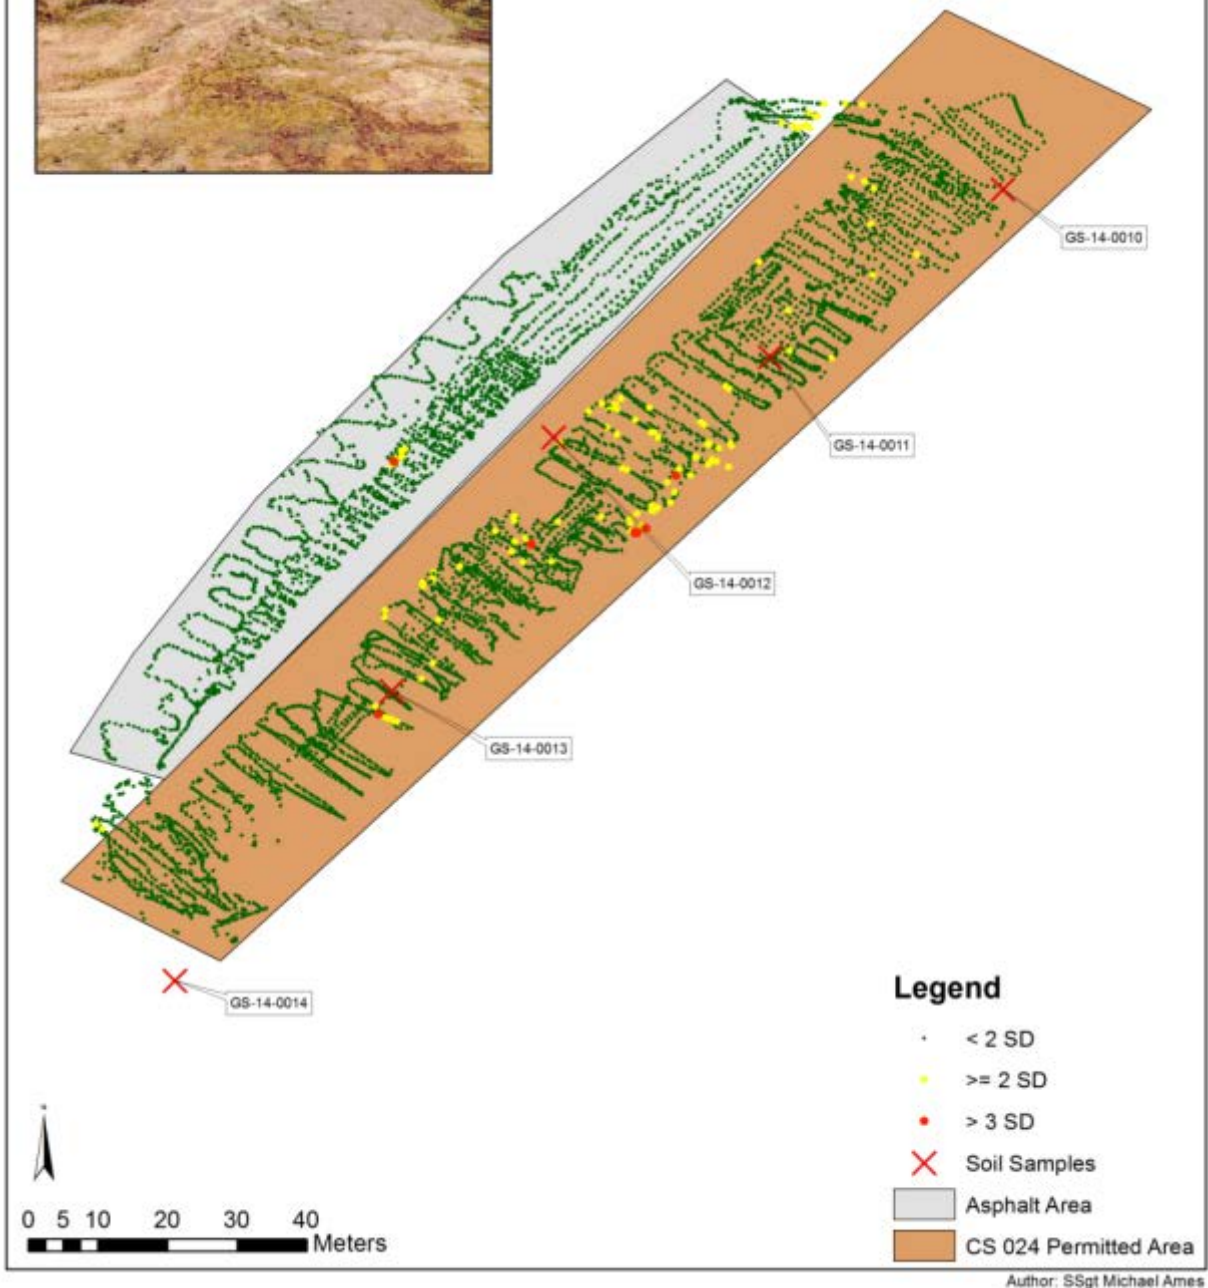 GS-14-0010
GS-14-0011
GS-14-0012
GS-14-0013
GS-14-0014
Legend
< 2 SD
>= 2 SD
> 3 SD
Soil Samples
Asphalt Area
CS 024 Permitted Area
0 5 10 20 30 40
Meters
Author: SSgt Michael Ames